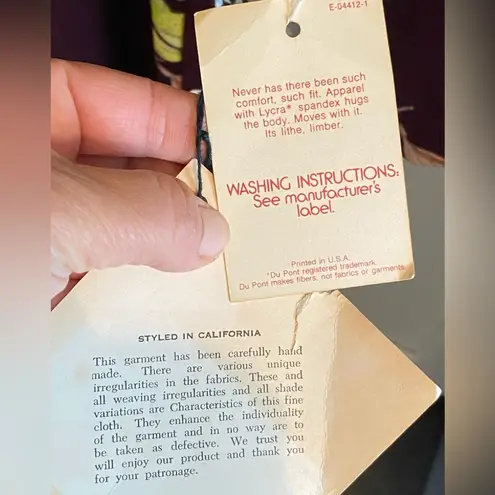 E-04412-1
Never has there been such
comfort, such fit. Apparel
with Lycra* spandex hugs
the body. Moves with it.
Its lithe, limber.
WASHING INSTRUCTIONS:
See manufacturer's
label.
Printed in U.S.A.
*Du Pont registered trademark.
Du Pont makes fibers, not fabrics or garments.
STYLED IN CALIFORNIA
This garment has been carefully hand
made. There are various unique
irregularities in the fabrics. These and
all weaving irregularities and all shade
variations are Characteristics of this fine
cloth. They enhance the individuality
of the garment and in no way are to
be taken as defective. We trust you
will enjoy our product and thank you
for your patronage.